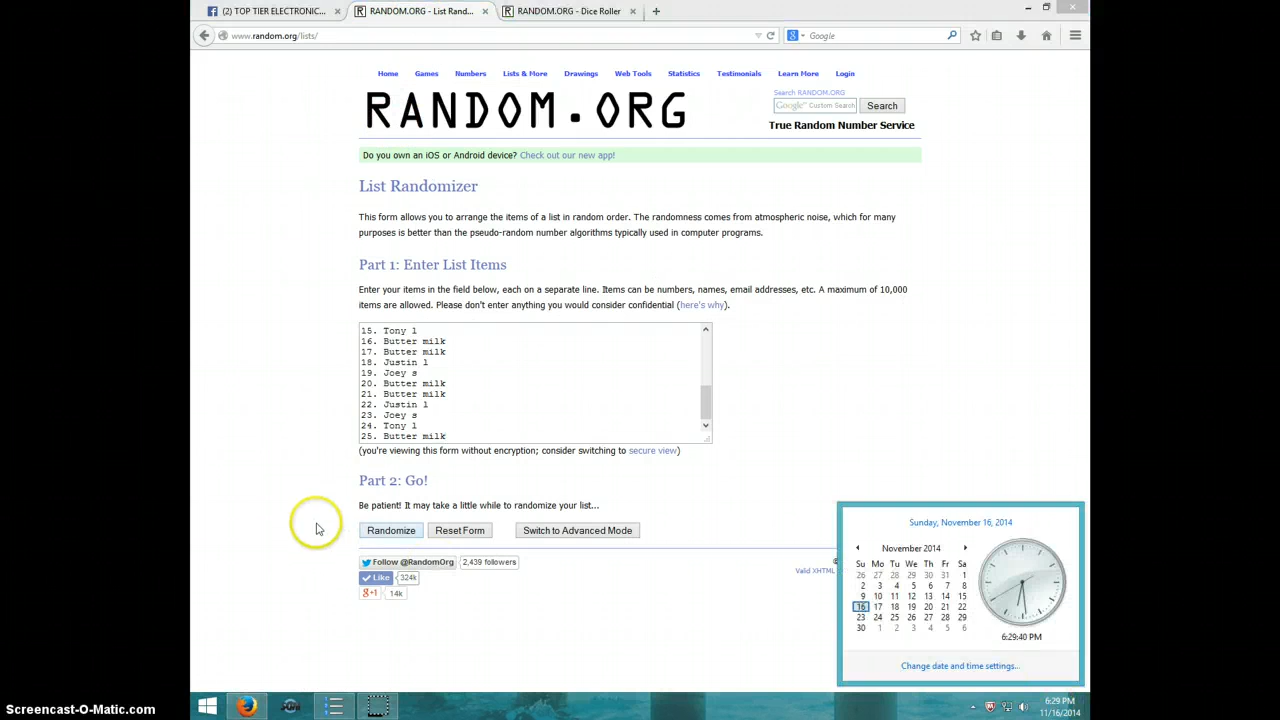 (2) TOP TIER ELECTRONIC...
RANDOM.ORG - List Rand...
RANDOM.ORG - Dice Roller
www.random.org/lists/
Google
Home Games Numbers Lists & More Drawings Web Tools Statistics Testimonials Learn More Login
RANDOM.ORG
Search RANDOM.ORG
Google™ Custom Search Search
True Random Number Service
Do you own an iOS or Android device? Check out our new app!
List Randomizer
This form allows you to arrange the items of a list in random order. The randomness comes from atmospheric noise, which for many
purposes is better than the pseudo-random number algorithms typically used in computer programs.
Part 1: Enter List Items
Enter your items in the field below, each on a separate line. Items can be numbers, names, email addresses, etc. A maximum of 10,000
items are allowed. Please don't enter anything you would consider confidential (here's why).
15. Tony l
16. Butter milk
17. Butter milk
18. Justin l
19. Joey s
20. Butter milk
21. Butter milk
22. Justin l
23. Joey s
24. Tony l
25. Butter milk
(you're viewing this form without encryption; consider switching to secure view)
Part 2: Go!
Be patient! It may take a little while to randomize your list...
Randomize Reset Form Switch to Advanced Mode
Follow @RandomOrg 2,439 followers
Like 324k
g+1 14k
©
Valid XHTML
Sunday, November 16, 2014
November 2014
Su Mo Tu We Th Fr Sa
26 27 28 29 30 31 1
2 3 4 5 6 7 8
9 10 11 12 13 14 15
16 17 18 19 20 21 22
23 24 25 26 27 28 29
30 1 2 3 4 5 6
6:29:40 PM
Change date and time settings...
6:29 PM
11/16/2014
Screencast-O-Matic.com